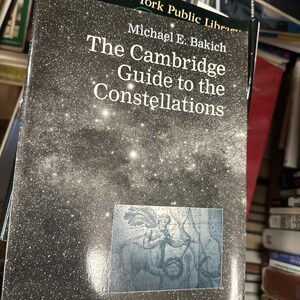 York Public Library
Michael E. Bakich
The Cambridge
Guide to the
Constellations